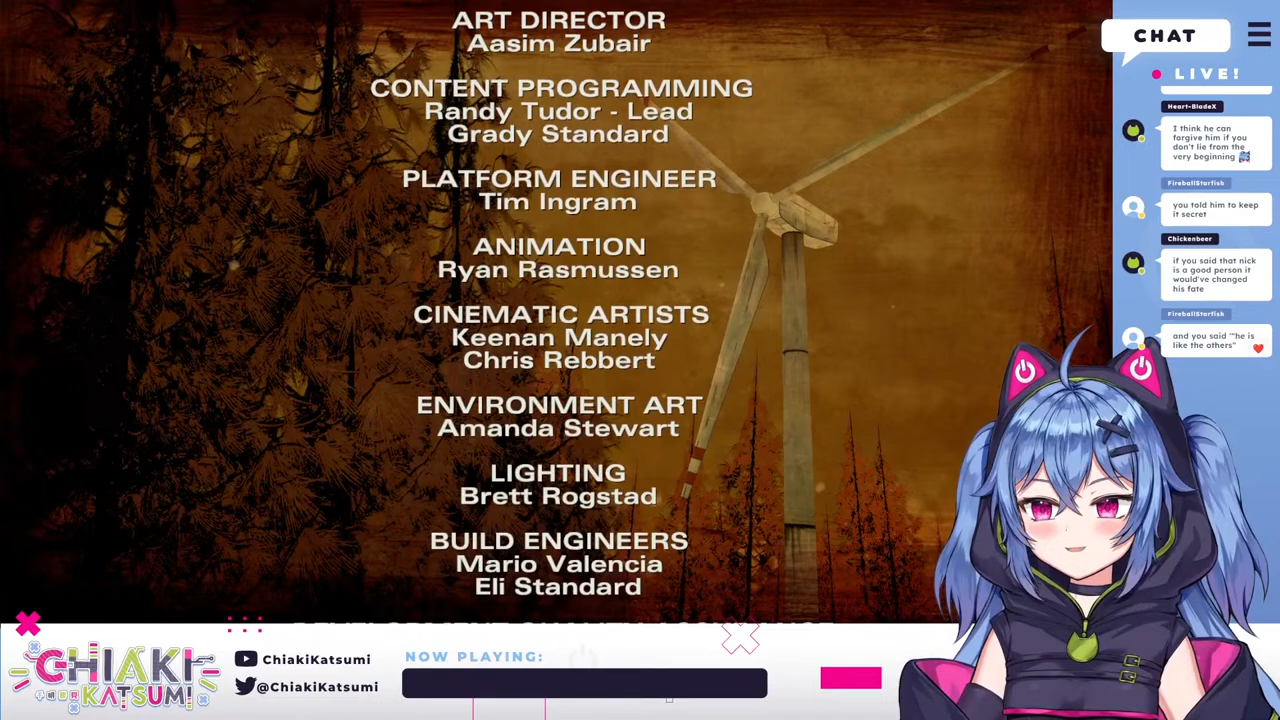 ART DIRECTOR
Aasim Zubair
CONTENT PROGRAMMING
Randy Tudor - Lead
Grady Standard
PLATFORM ENGINEER
Tim Ingram
ANIMATION
Ryan Rasmussen
CINEMATIC ARTISTS
Keenan Manely
Chris Rebbert
ENVIRONMENT ART
Amanda Stewart
LIGHTING
Brett Rogstad
BUILD ENGINEERS
Mario Valencia
Eli Standard
CHAT
LIVE!
Heart-BladeX
I think he can
forgive him if you
don't lie from the
very beginning
FireballStarfish
you told him to keep
it secret
Chickenbeer
if you said that nick
is a good person it
would've changed
his fate
FireballStarfish
and you said '"he is
like the others"
CHIAKI
KATSUMI
ChiakiKatsumi
@ChiakiKatsumi
NOW PLAYING: